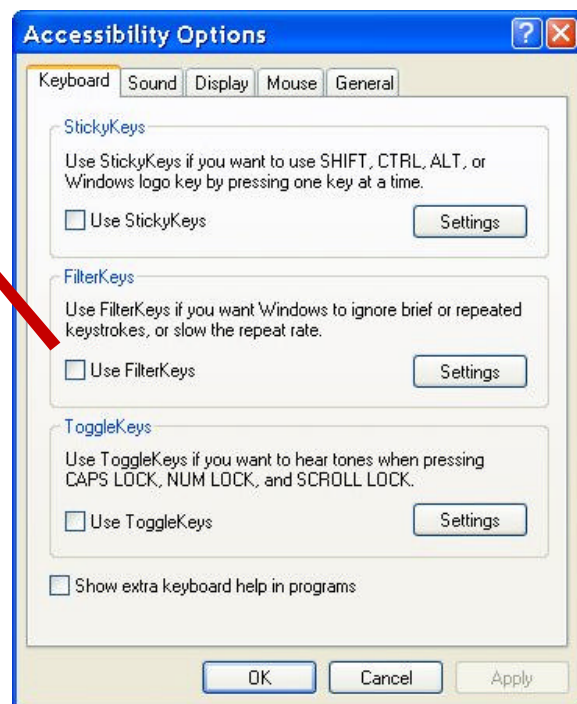 Accessibility Options
Keyboard Sound Display Mouse General
StickyKeys
Use StickyKeys if you want to use SHIFT, CTRL, ALT, or
Windows logo key by pressing one key at a time.
Use StickyKeys Settings
FilterKeys
Use FilterKeys if you want Windows to ignore brief or repeated
keystrokes, or slow the repeat rate.
Use FilterKeys Settings
ToggleKeys
Use ToggleKeys if you want to hear tones when pressing
CAPS LOCK, NUM LOCK, and SCROLL LOCK.
Use ToggleKeys Settings
Show extra keyboard help in programs
OK Cancel Apply